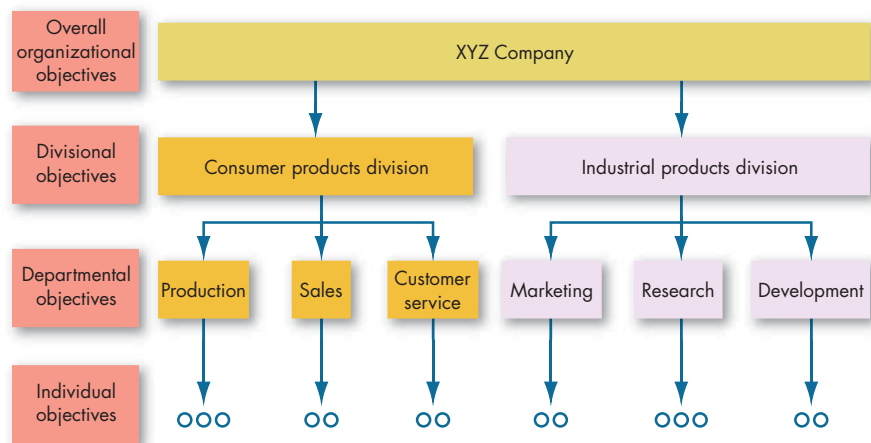 Overall
organizational
objectives
XYZ Company
Divisional
objectives
Consumer products division
Industrial products division
Departmental
objectives
Production
Sales
Customer
service
Marketing
Research
Development
Individual
objectives